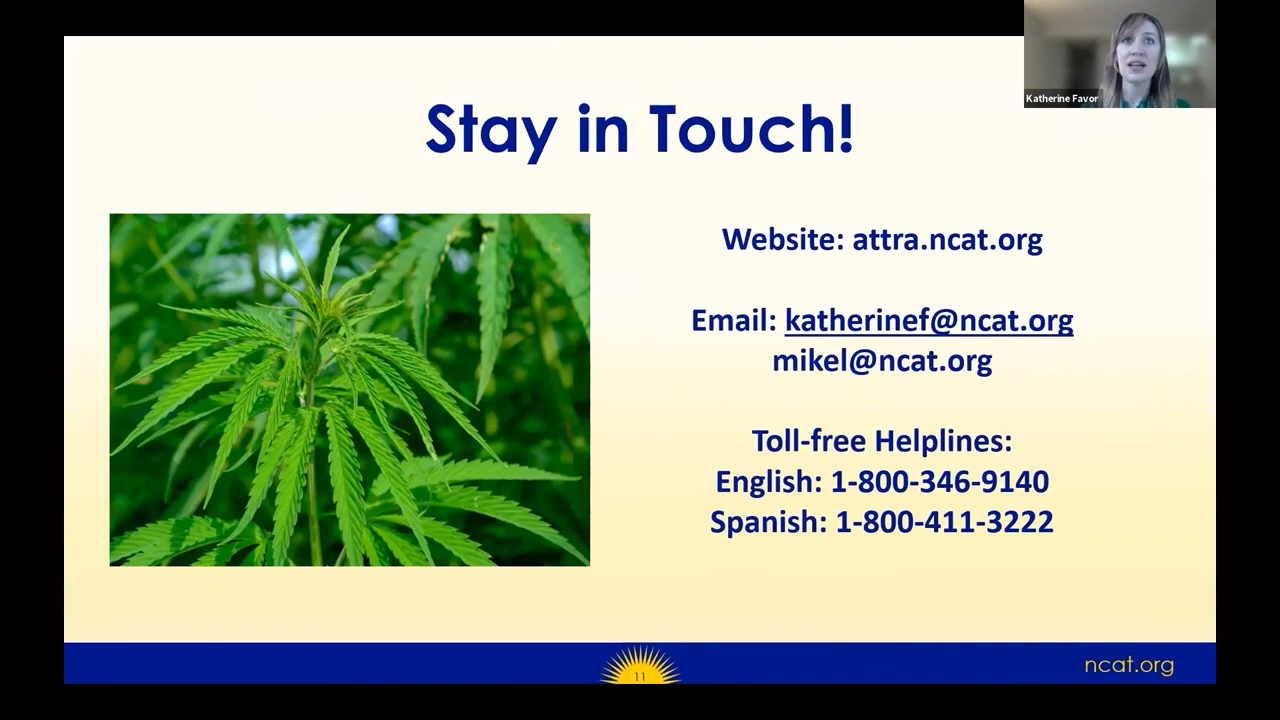 Katherine Favor
Stay in Touch!
Website: attra.ncat.org
Email: katherinef@ncat.org
mikel@ncat.org
Toll-free Helplines:
English: 1-800-346-9140
Spanish: 1-800-411-3222
11
ncat.org